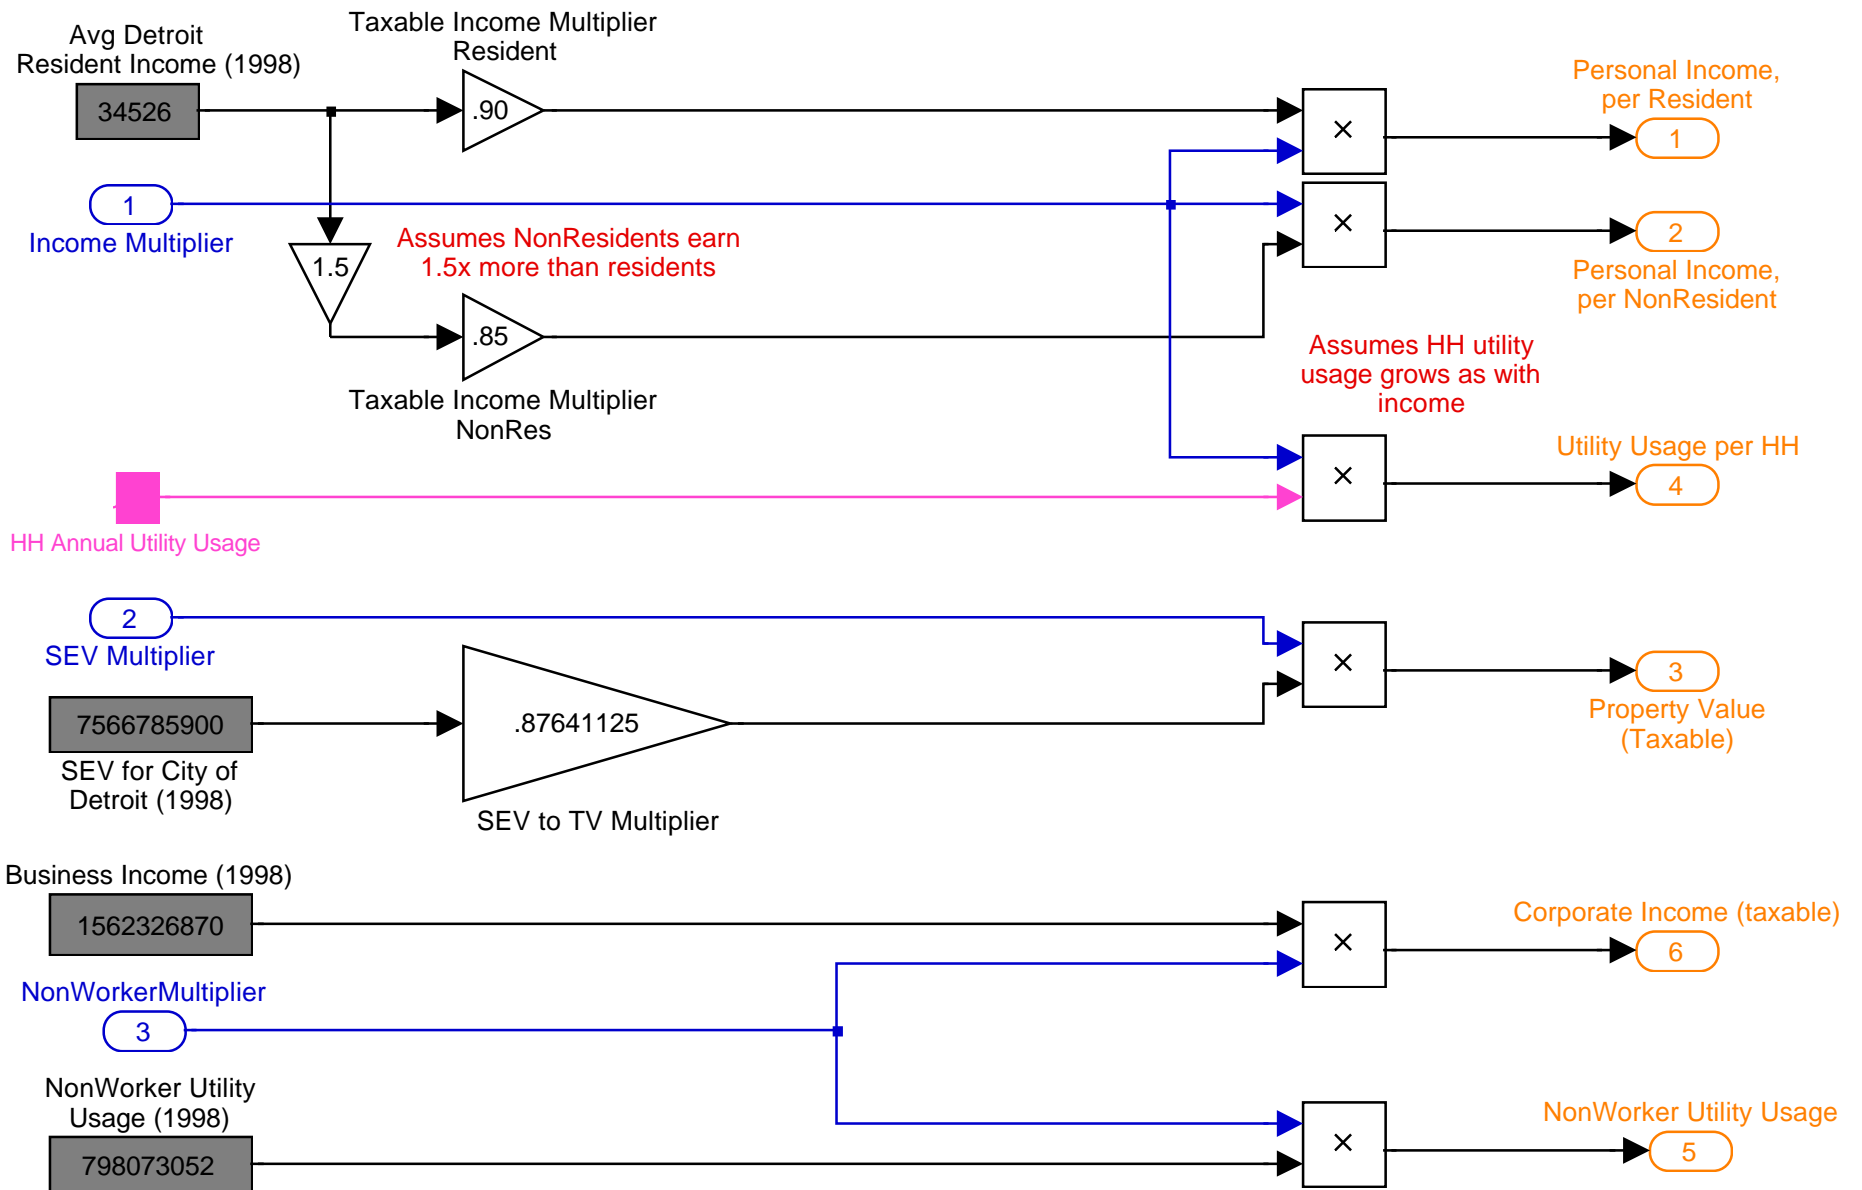 Avg Detroit
Resident Income (1998)
34526
Taxable Income Multiplier
Resident
.90
×
Personal Income,
per Resident
1
1
Income Multiplier
1.5
Assumes NonResidents earn
1.5x more than residents
×
2
Personal Income,
per NonResident
.85
Taxable Income Multiplier
NonRes
Assumes HH utility
usage grows as with
income
×
Utility Usage per HH
4
HH Annual Utility Usage
2
SEV Multiplier
×
3
Property Value
(Taxable)
7566785900
SEV for City of
Detroit (1998)
.87641125
SEV to TV Multiplier
Business Income (1998)
1562326870
×
Corporate Income (taxable)
6
NonWorkerMultiplier
3
NonWorker Utility
Usage (1998)
798073052
×
NonWorker Utility Usage
5